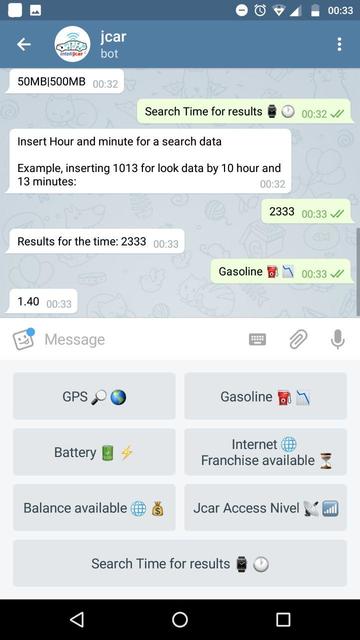 00:33
jcar
bot
50MB|500MB 00:32
Search Time for results 00:32
Insert Hour and minute for a search data
Example, inserting 1013 for look data by 10 hour and
13 minutes: 00:32
2333 00:33
Results for the time: 2333 00:33
Gasoline 00:33
1.40 00:33
Message
GPS
Gasoline
Battery
Internet
Franchise available
Balance available
Jcar Access Nivel
Search Time for results